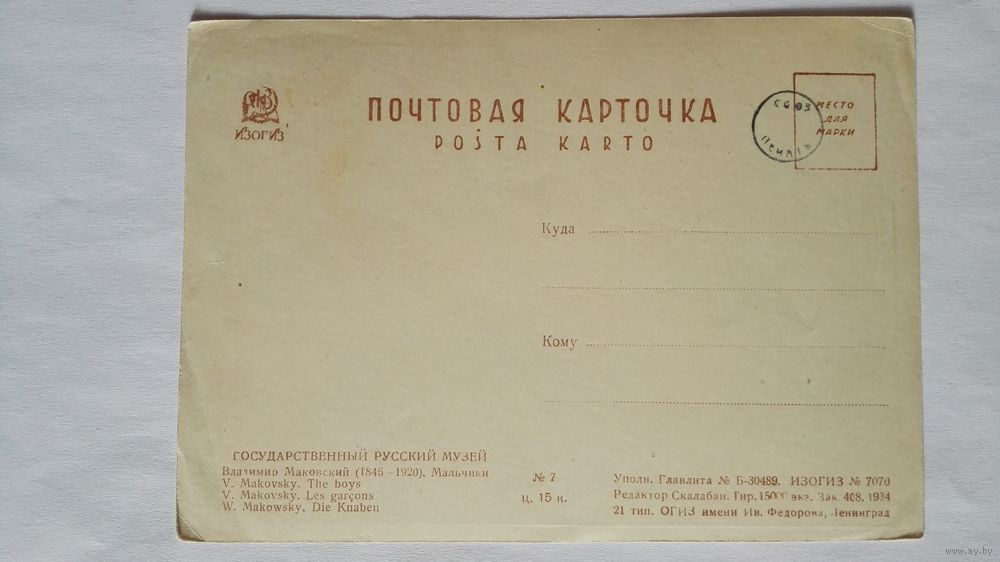 ИЗОГИЗ
ПОЧТОВАЯ КАРТОЧКА
POŜTA KARTO
МЕСТО
ДЛЯ
МАРКИ
Куда
Кому
ГОСУДАРСТВЕННЫЙ РУССКИЙ МУЗЕЙ
Владимир Маковский (1846—1920). Мальчики
V. Makovsky. The boys
V. Makovsky. Les garçons
W. Makowsky. Die Knaben
№ 7
ц. 15 к.
Уполн. Главлита № Б-30489. ИЗОГИЗ № 7070
Редактор Скалабан. Тир. 15000 экз. Зак. 408. 1934
21 тип. ОГИЗ имени Ив. Федорова, Ленинград
www.ay.by